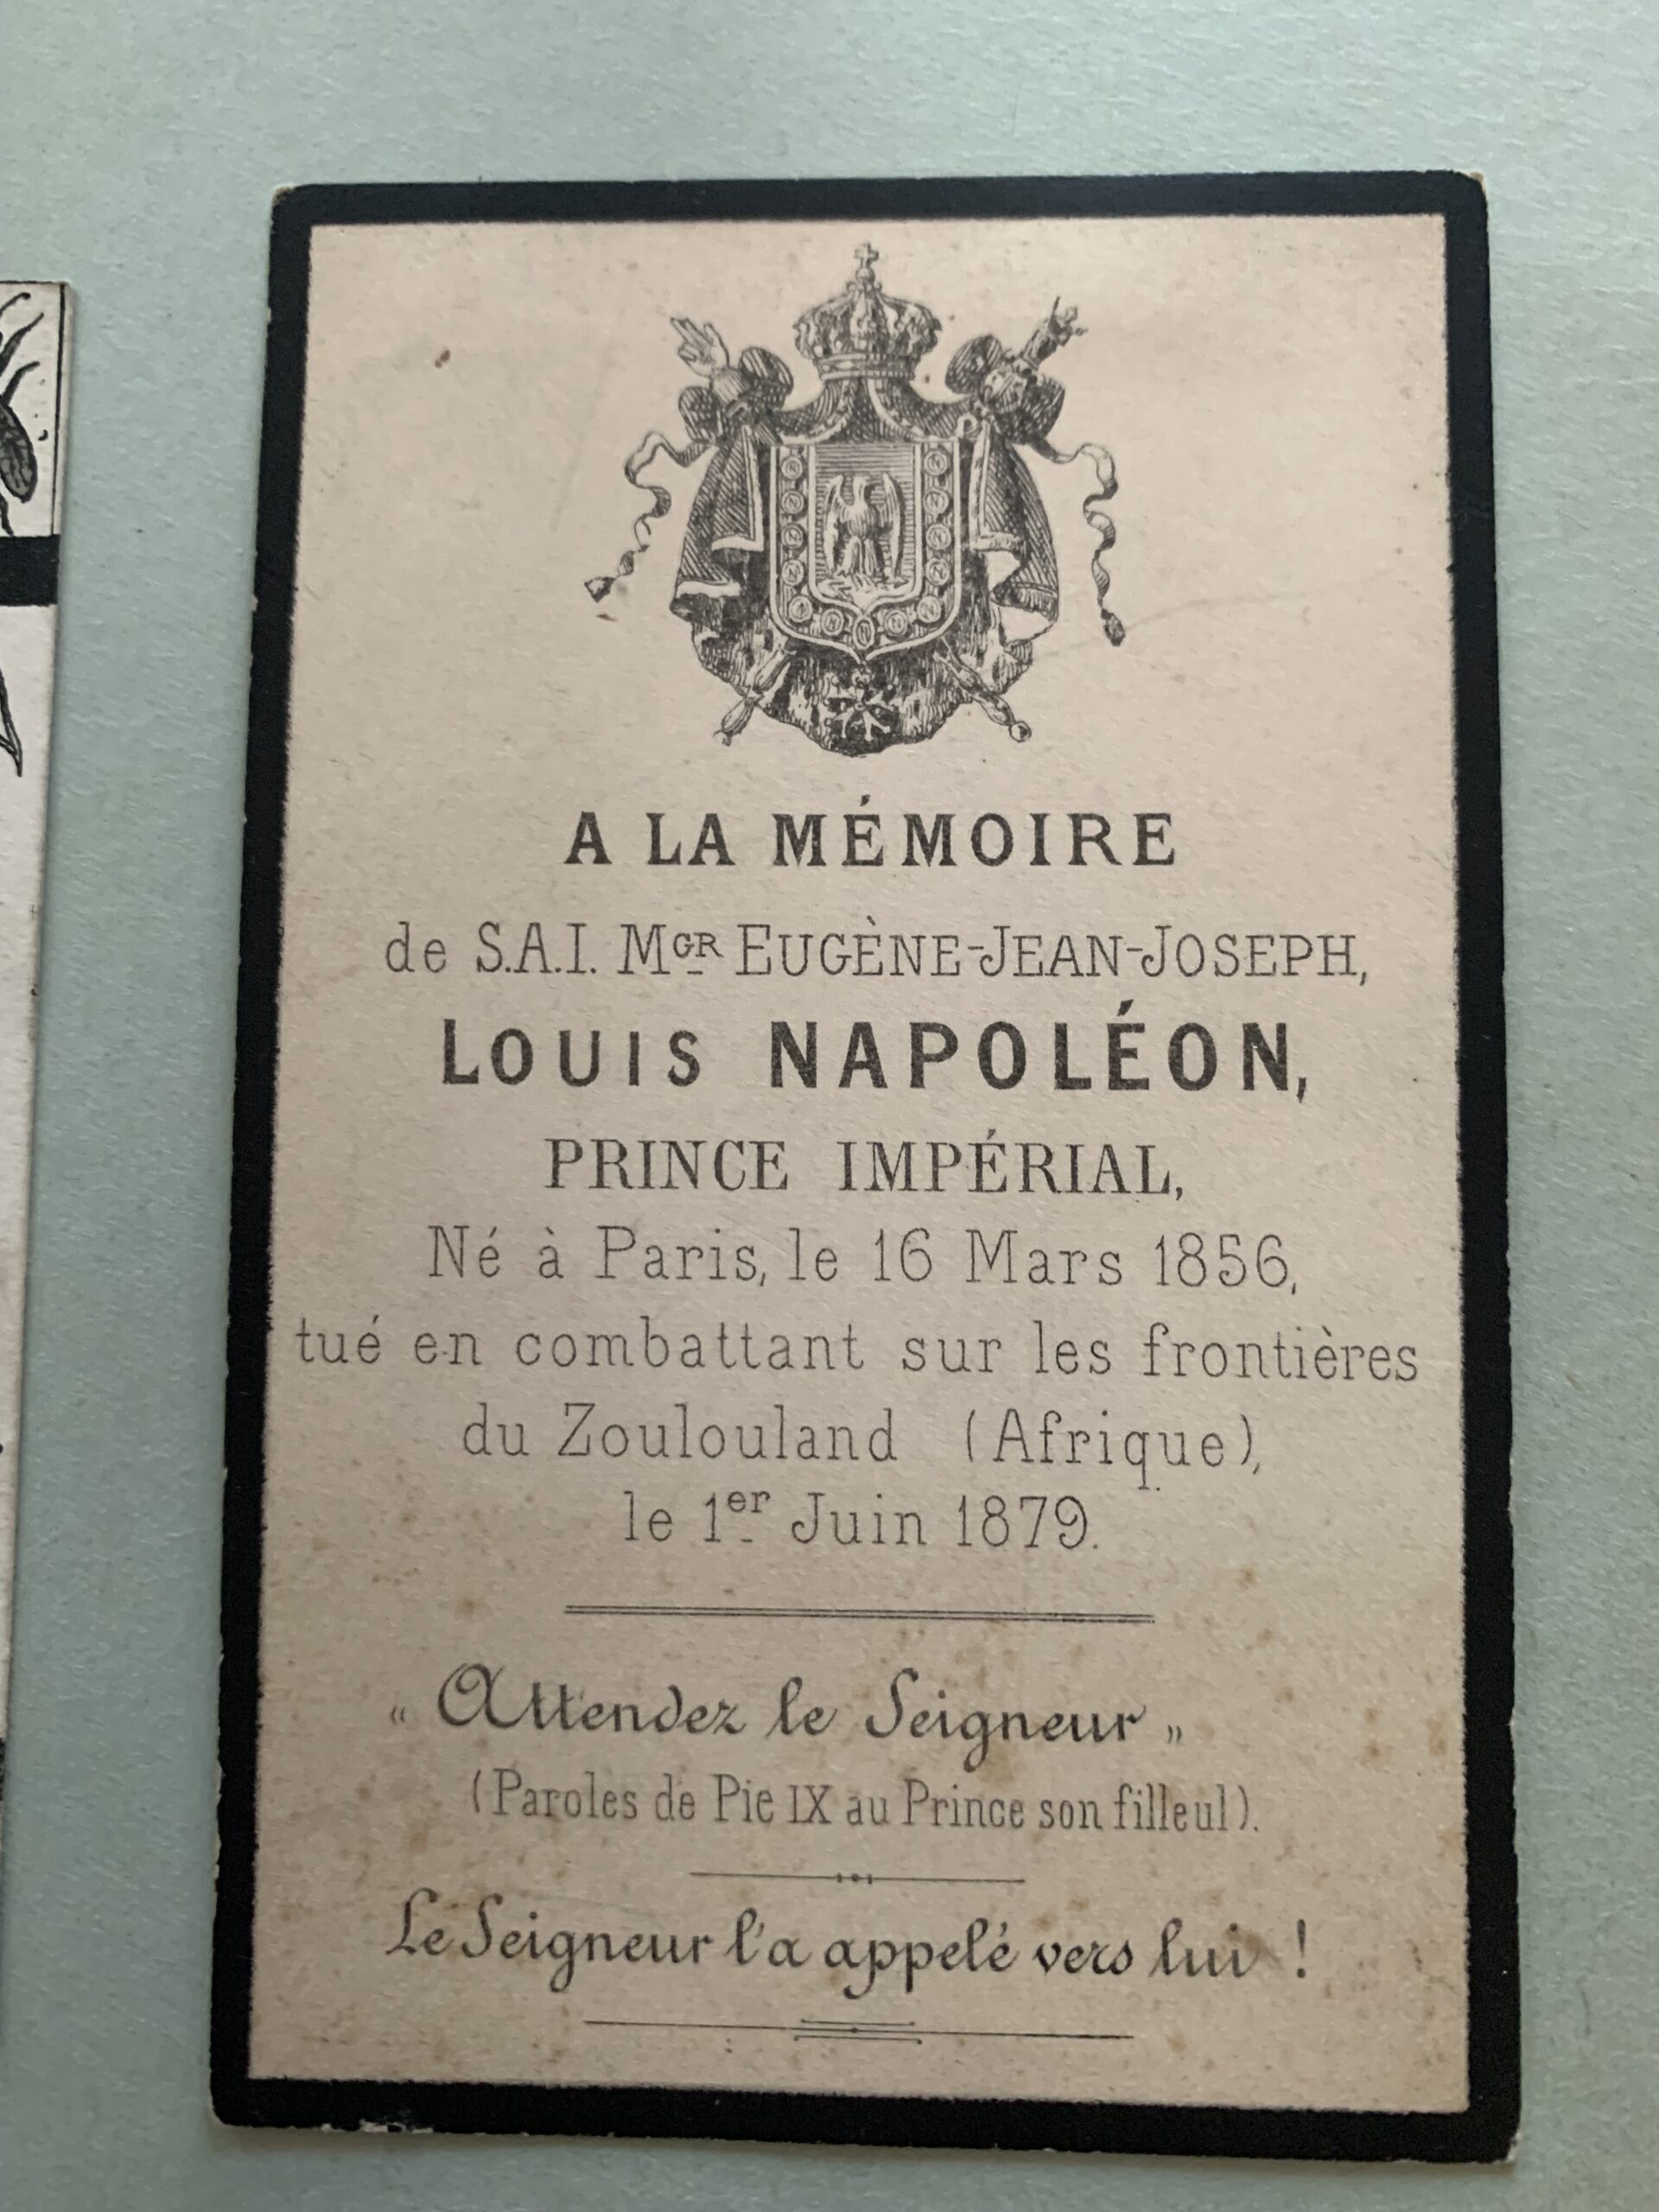 A LA MÉMOIRE
de S.A.I. MGR EUGÈNE-JEAN-JOSEPH,
LOUIS NAPOLÉON,
PRINCE IMPÉRIAL,
Né à Paris, le 16 Mars 1856,
tué en combattant sur les frontières
du Zoulouland (Afrique),
le 1er Juin 1879.
« Attendez le Seigneur »
(Paroles de Pie IX au Prince son filleul).
Le Seigneur l'a appelé vers lui !